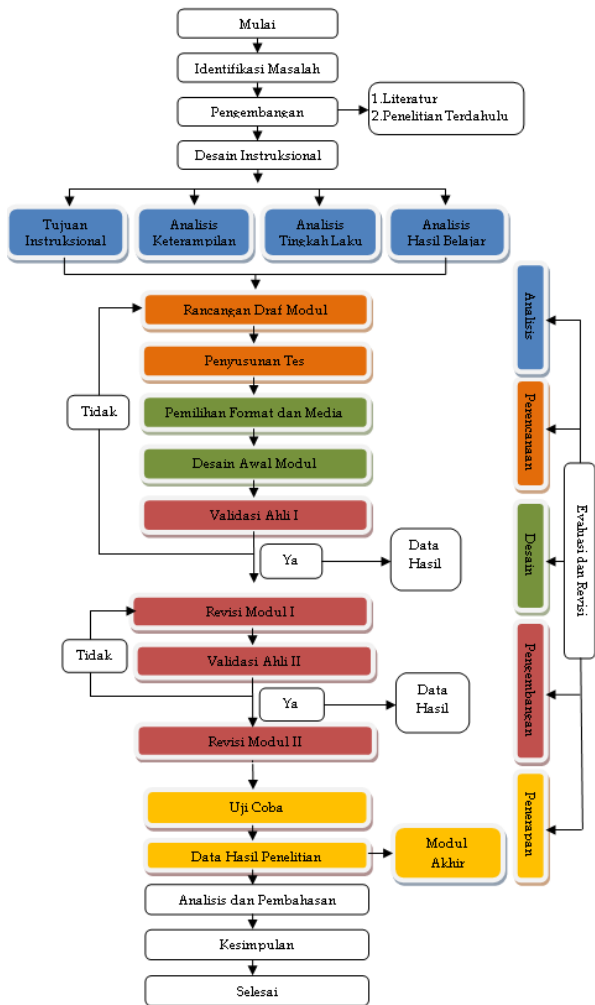 Mulai
Identifikasi Masalah
Pengembangan
1.Literatur
2.Penelitian Terdahulu
Desain Instruksional
Tujuan
Instruksional
Analisis
Keterampilan
Analisis
Tingkah Laku
Analisis
Hasil Belajar
Rancangan Draf Modul
Penyusunan Tes
Tidak
Pemilihan Format dan Media
Desain Awal Modul
Validasi Ahli I
Ya
Data
Hasil
Revisi Modul I
Tidak
Validasi Ahli II
Ya
Data
Hasil
Revisi Modul II
Uji Coba
Data Hasil Penelitian
Modul
Akhir
Analisis dan Pembahasan
Kesimpulan
Selesai
Analisis
Perencanaan
Desain
Pengembangan
Penerapan
Evaluasi dan Revisi